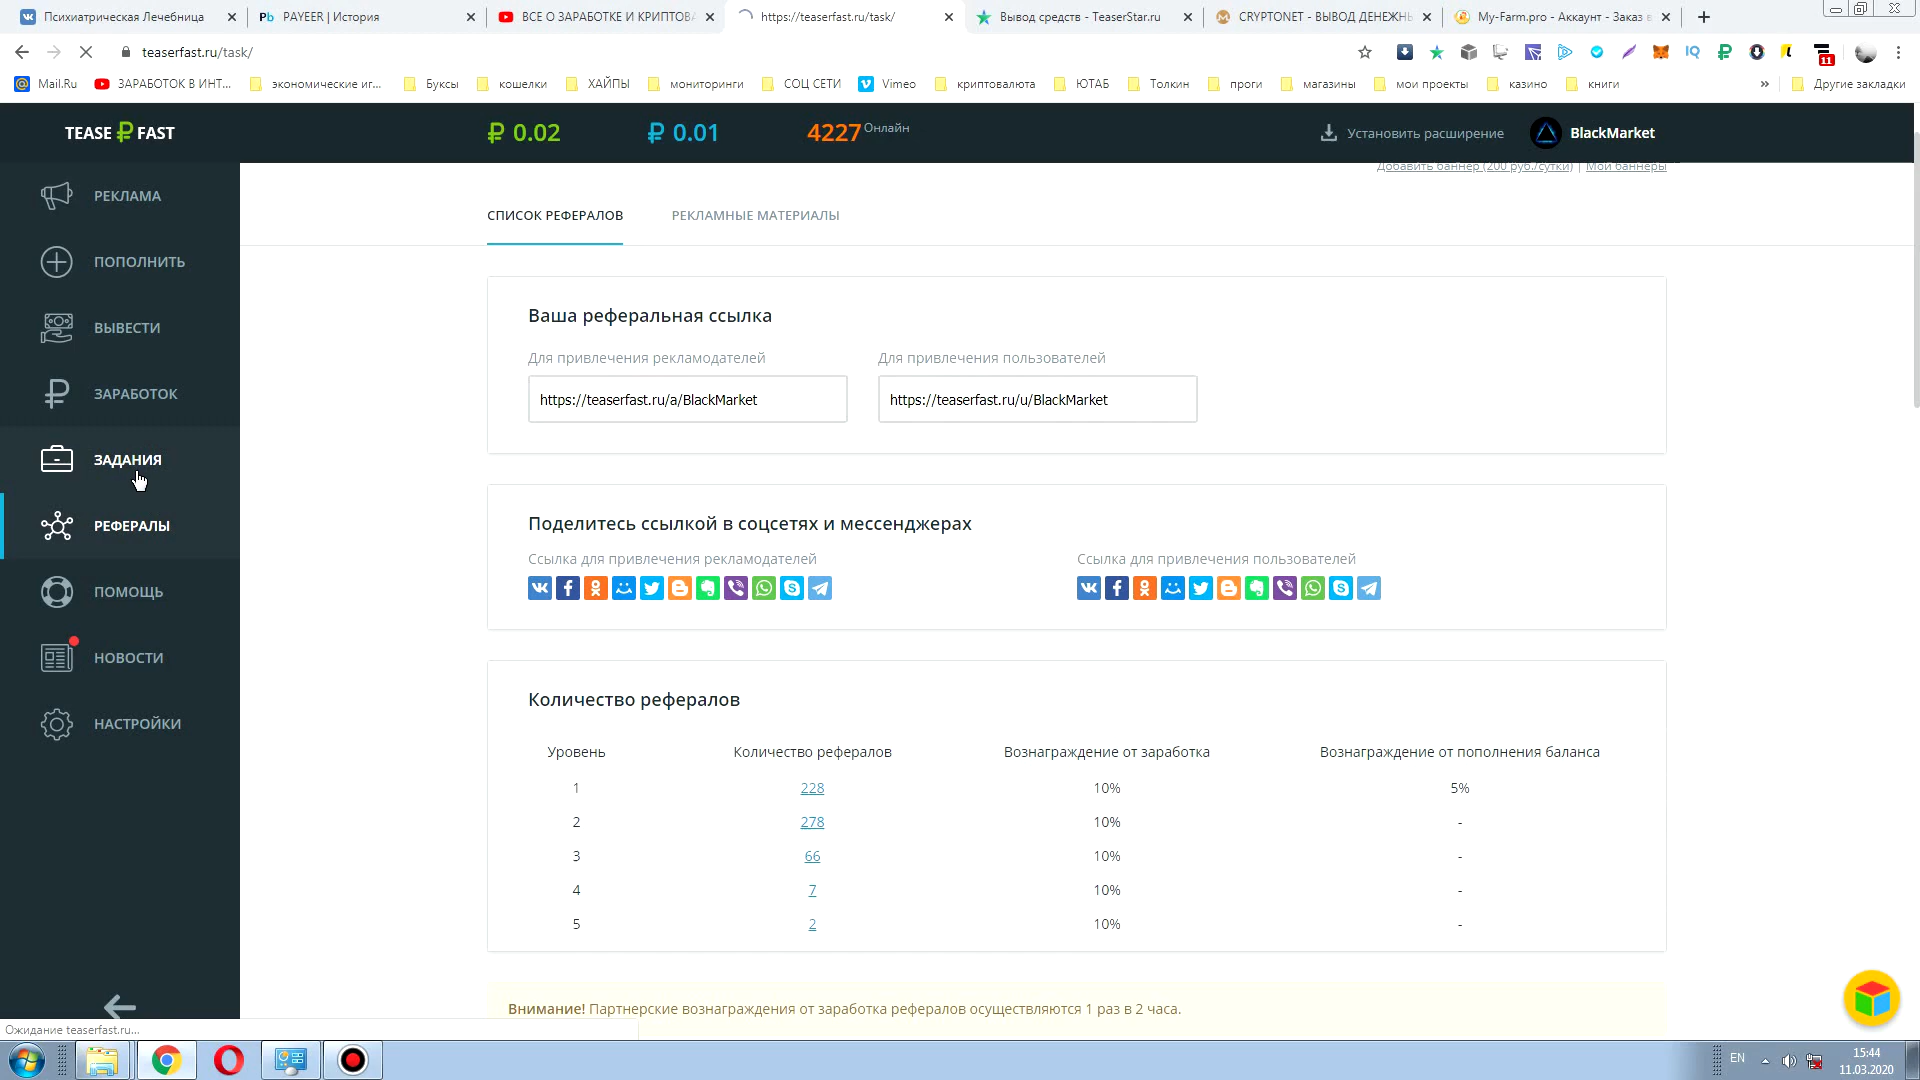 Психиатрическая Лечебница
PAYEER | История
ВСЕ О ЗАРАБОТКЕ И КРИПТОВА
https://teaserfast.ru/task/
Вывод средств - TeaserStar.ru
CRYPTONET - ВЫВОД ДЕНЕЖНЫ
My-Farm.pro - Аккаунт - Заказ в
teaserfast.ru/task/
11
Mail.Ru
ЗАРАБОТОК В ИНТ...
экономические иг...
Буксы
кошелки
ХАЙПЫ
мониторинги
СОЦ СЕТИ
Vimeo
криптовалюта
ЮТАБ
Толкин
проги
магазины
мои проекты
казино
книги
Другие закладки
TEASE ₽ FAST
₽ 0.02
₽ 0.01
4227 Онлайн
Установить расширение
BlackMarket
Добавить баннер (200 руб./сутки) | Мои баннеры
РЕКЛАМА
ПОПОЛНИТЬ
ВЫВЕСТИ
ЗАРАБОТОК
ЗАДАНИЯ
РЕФЕРАЛЫ
ПОМОЩЬ
НОВОСТИ
НАСТРОЙКИ
СПИСОК РЕФЕРАЛОВ
РЕКЛАМНЫЕ МАТЕРИАЛЫ
Ваша реферальная ссылка
Для привлечения рекламодателей
Для привлечения пользователей
https://teaserfast.ru/a/BlackMarket
https://teaserfast.ru/u/BlackMarket
Поделитесь ссылкой в соцсетях и мессенджерах
Ссылка для привлечения рекламодателей
Ссылка для привлечения пользователей
Количество рефералов
Уровень Количество рефералов Вознаграждение от заработка Вознаграждение от пополнения баланса
1 228 10% 5%
2 278 10% -
3 66 10% -
4 7 10% -
5 2 10% -
Внимание! Партнерские вознаграждения от заработка рефералов осуществляются 1 раз в 2 часа.
Ожидание teaserfast.ru...
EN
15:44
11.03.2020